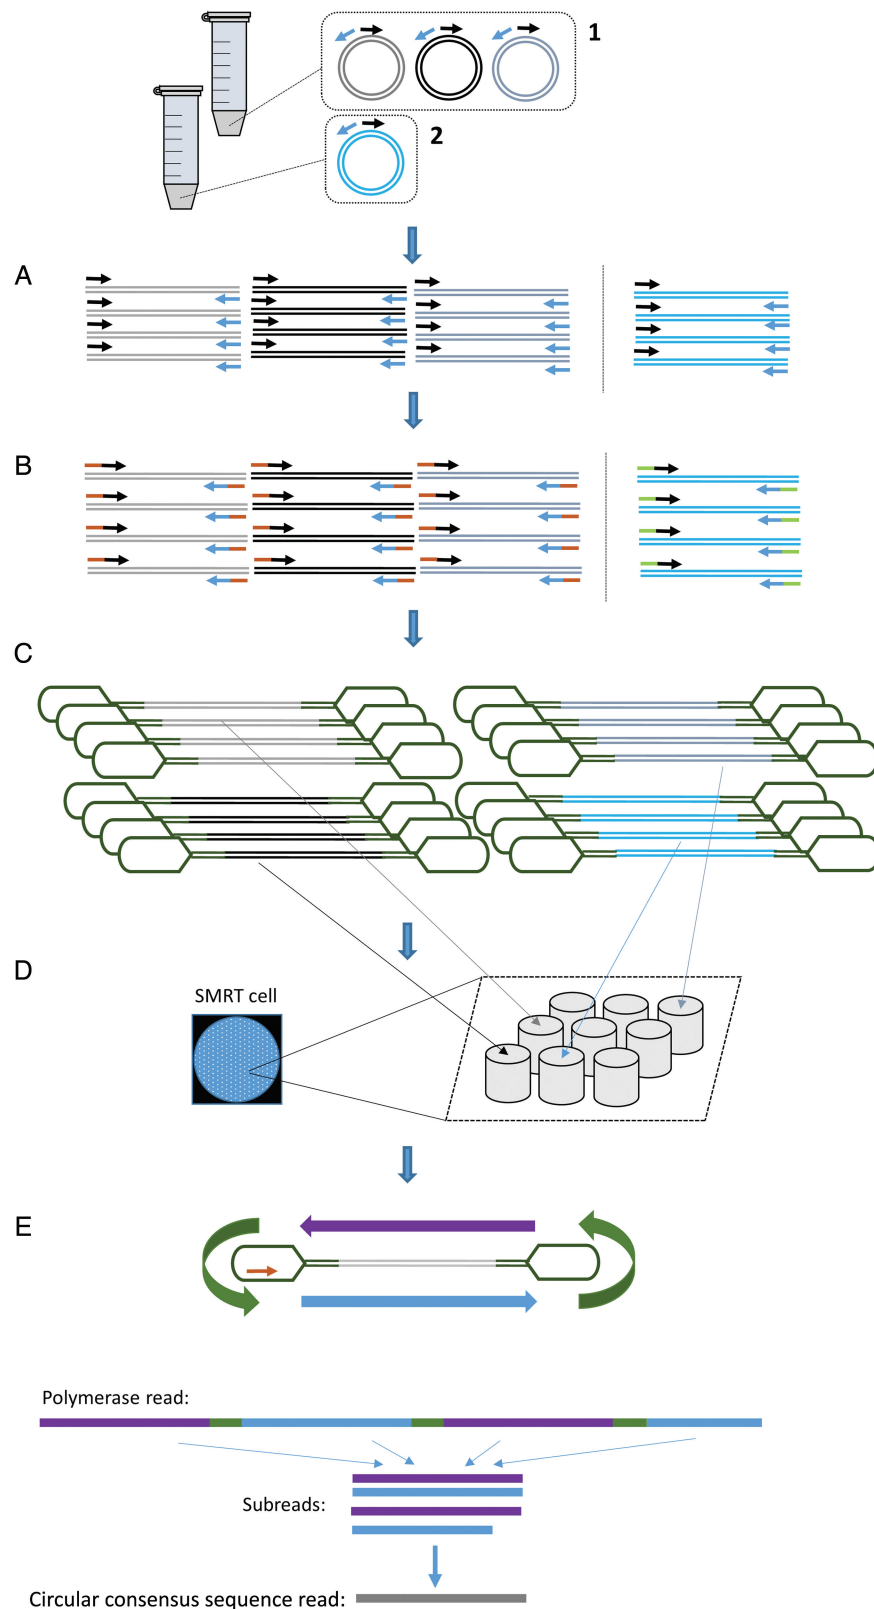 1
2
A
B
C
D
SMRT cell
E
Polymerase read:
Subreads:
Circular consensus sequence read: